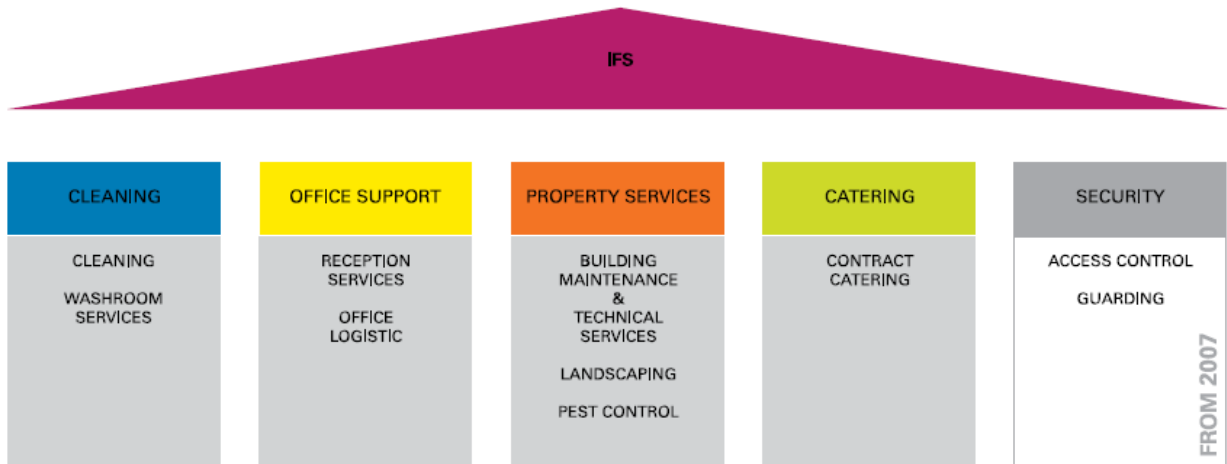 IFS
CLEANING
CLEANING
WASHROOM
SERVICES
OFFICE SUPPORT
RECEPTION
SERVICES
OFFICE
LOGISTIC
PROPERTY SERVICES
BUILDING
MAINTENANCE
&
TECHNICAL
SERVICES
LANDSCAPING
PEST CONTROL
CATERING
CONTRACT
CATERING
SECURITY
ACCESS CONTROL
GUARDING
FROM 2007